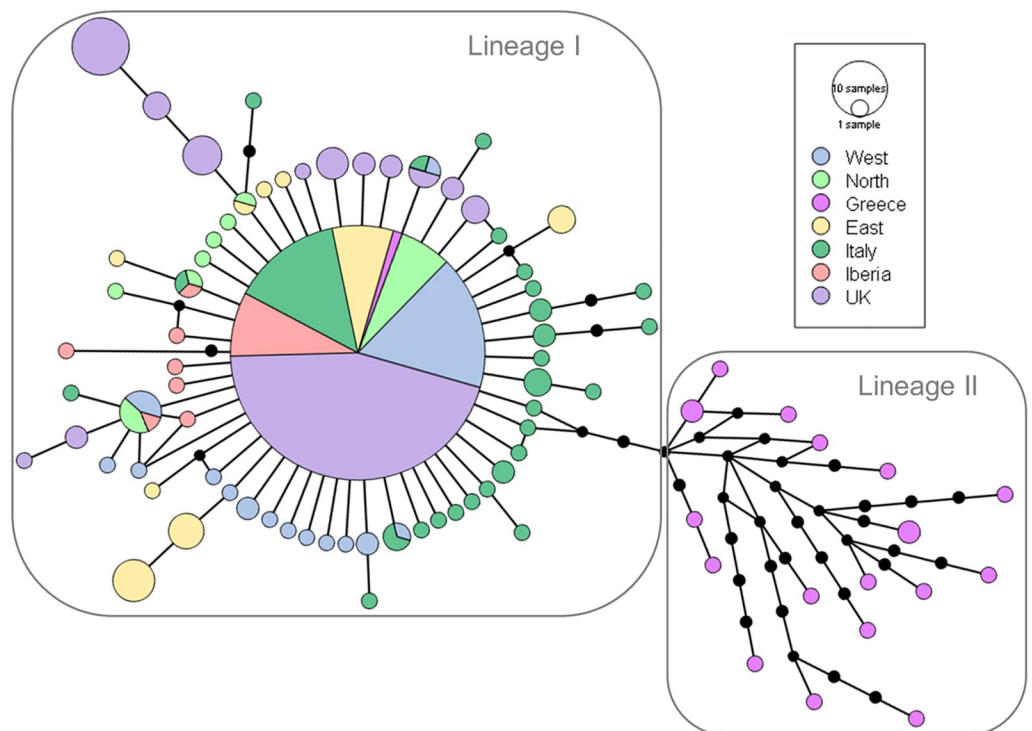 Lineage I
10 samples
1 sample
West
North
Greece
East
Italy
Iberia
UK
Lineage II